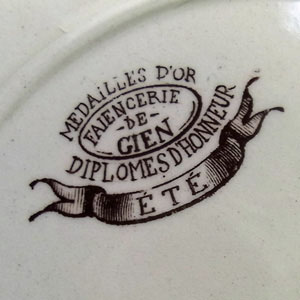 MEDAILLES D'OR
FAIENCERIE
-DE-
GIEN
DIPLOMES D'HONNEUR
ÉTÉ